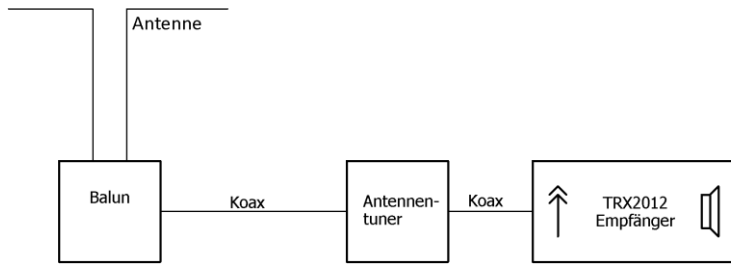 Antenne
Balun
Koax
Antennen-
tuner
Koax
TRX2012
Empfänger